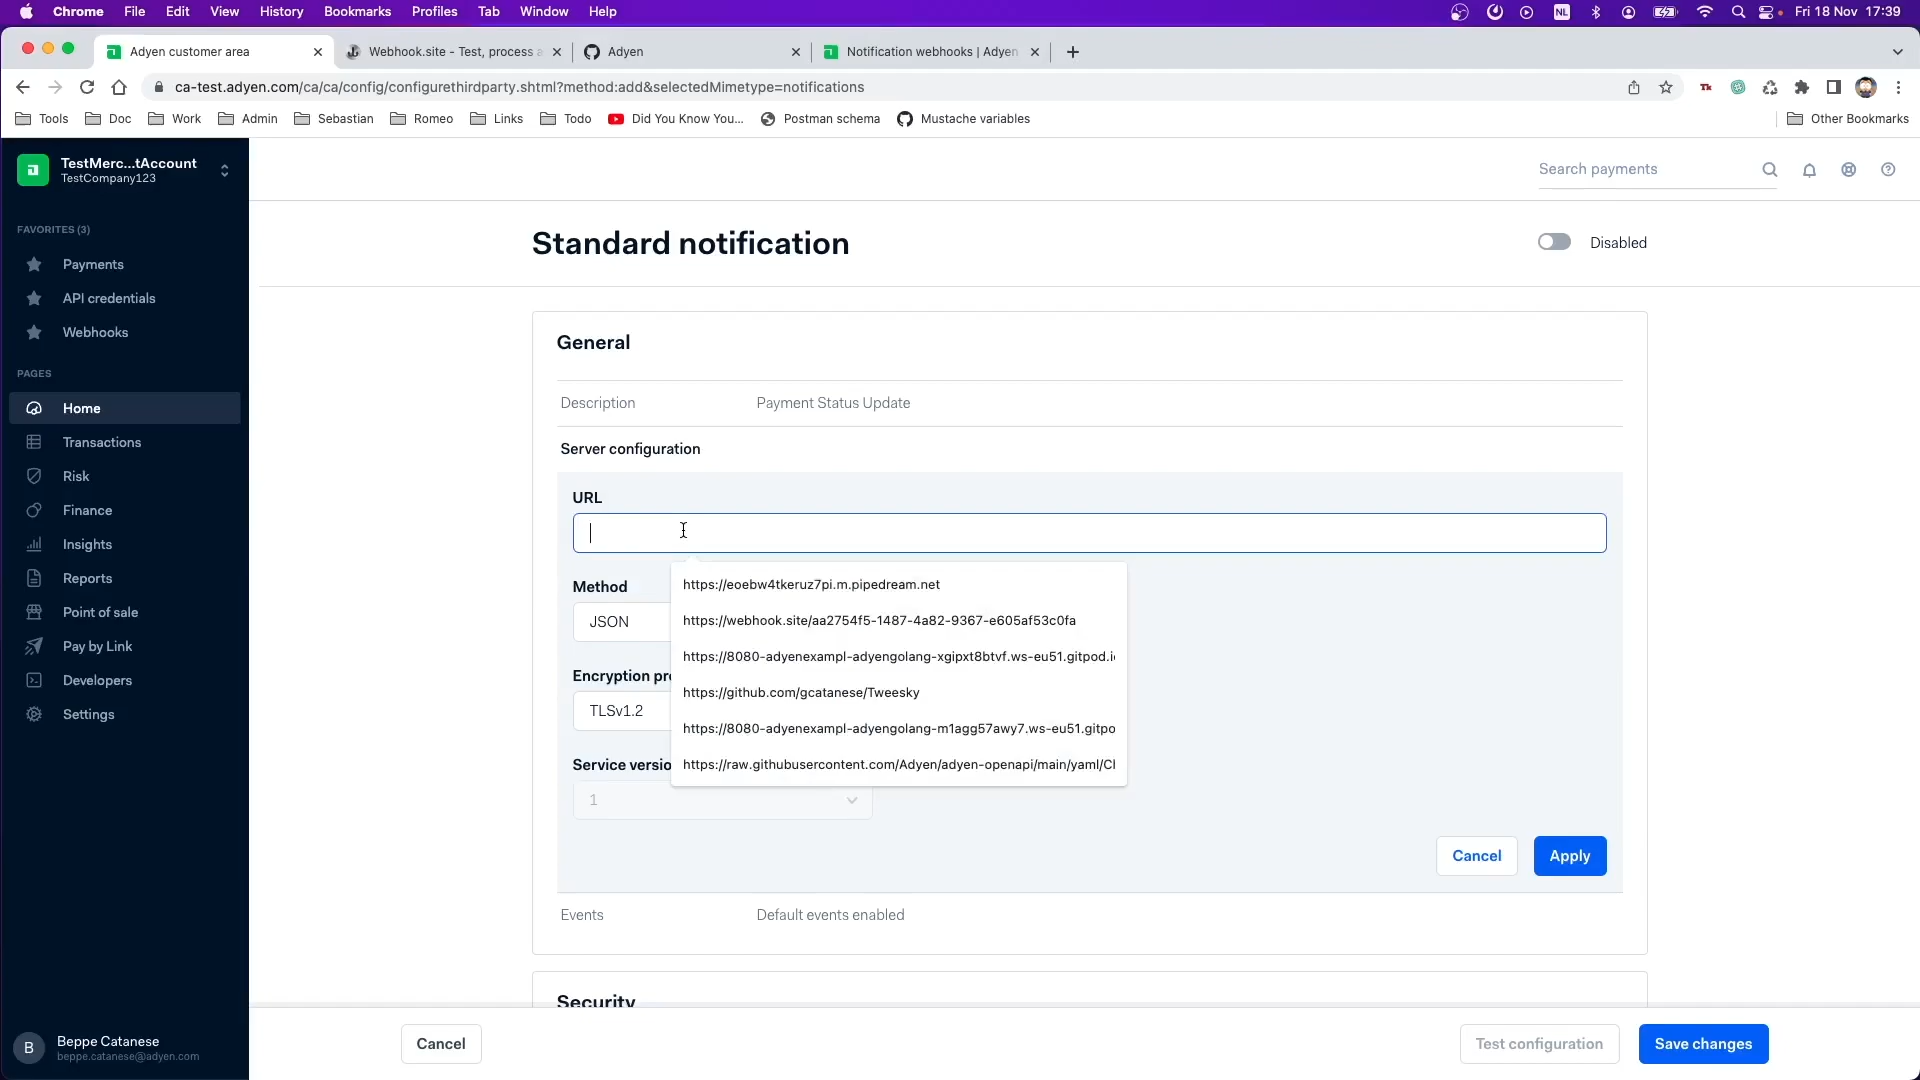 Chrome File Edit View History Bookmarks Profiles Tab Window Help NL Fri 18 Nov 17:39
Adyen customer area Webhook.site - Test, process a Adyen Notification webhooks | Adyen
ca-test.adyen.com/ca/ca/config/configurethirdparty.shtml?method:add&selectedMimetype=notifications
Tools Doc Work Admin Sebastian Romeo Links Todo Did You Know You... Postman schema Mustache variables Other Bookmarks
TestMerc...tAccount
TestCompany123
Search payments
FAVORITES (3)
Payments
API credentials
Webhooks
PAGES
Home
Transactions
Risk
Finance
Insights
Reports
Point of sale
Pay by Link
Developers
Settings
B
Beppe Catanese
beppe.catanese@adyen.com
Standard notification
Disabled
General
Description Payment Status Update
Server configuration
URL
https://eoebw4tkeruz7pi.m.pipedream.net
https://webhook.site/aa2754f5-1487-4a82-9367-e605af53c0fa
https://8080-adyenexampl-adyengolang-xgipxt8btvf.ws-eu51.gitpod.i
https://github.com/gcatanese/Tweesky
https://8080-adyenexampl-adyengolang-m1agg57awy7.ws-eu51.gitpo
https://raw.githubusercontent.com/Adyen/adyen-openapi/main/yaml/Cl
Method
JSON
Encryption pro
TLSv1.2
Service versio
1
Cancel Apply
Events Default events enabled
Security
Cancel Test configuration Save changes